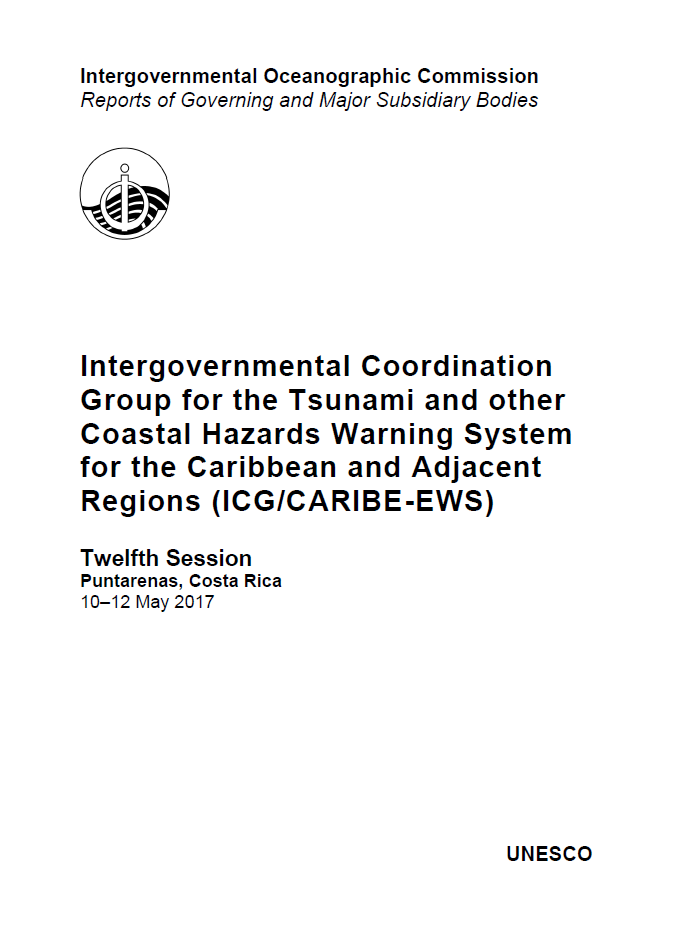 Intergovernmental Oceanographic Commission
Reports of Governing and Major Subsidiary Bodies
Intergovernmental Coordination
Group for the Tsunami and other
Coastal Hazards Warning System
for the Caribbean and Adjacent
Regions (ICG/CARIBE-EWS)
Twelfth Session
Puntarenas, Costa Rica
10–12 May 2017
UNESCO